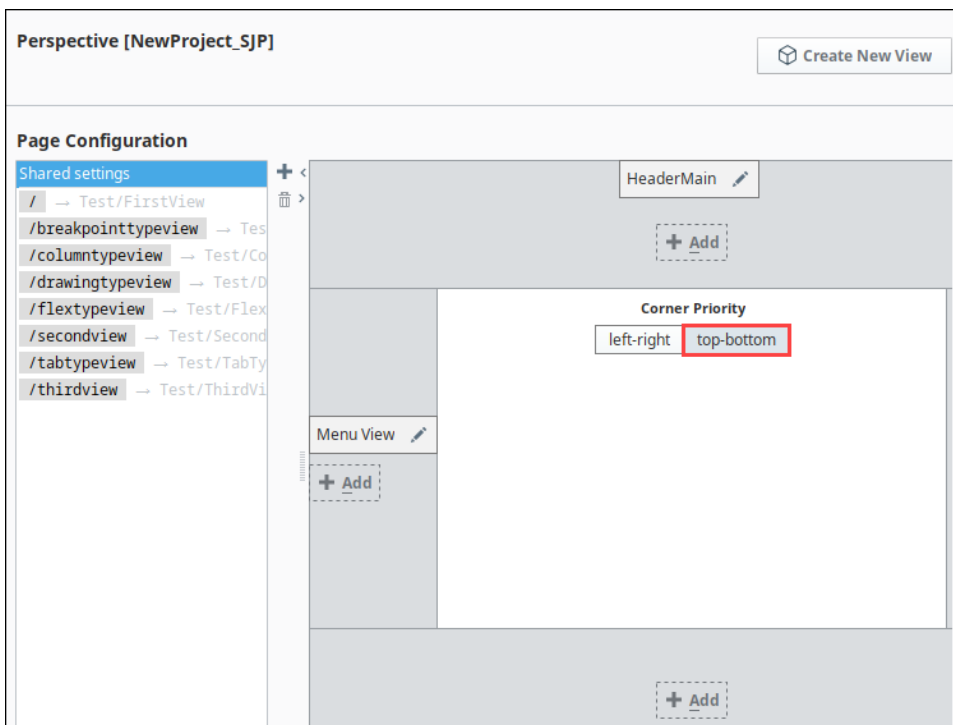 Perspective [NewProject_SJP]
Create New View
Page Configuration
Shared settings
/ → Test/FirstView
/breakpointtypeview → Tes
/columntypeview → Test/Co
/drawingtypeview → Test/D
/flextypeview → Test/Flex
/secondview → Test/Second
/tabtypeview → Test/TabTy
/thirdview → Test/ThirdVi
HeaderMain
+ Add
Corner Priority
left-right top-bottom
Menu View
+ Add
+ Add